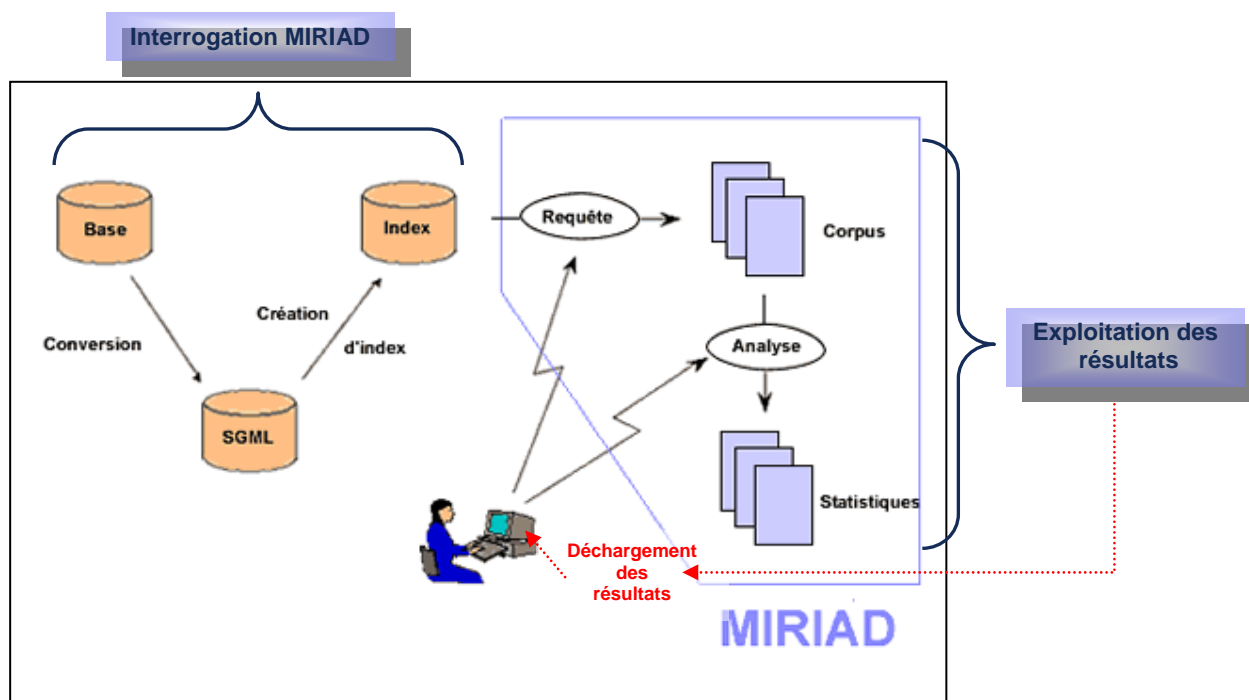 Interrogation MIRIAD
Base
Index
Requête
Corpus
Création
d'index
Conversion
Analyse
Exploitation des
résultats
SGML
Statistiques
Déchargement
des
résultats
MIRIAD